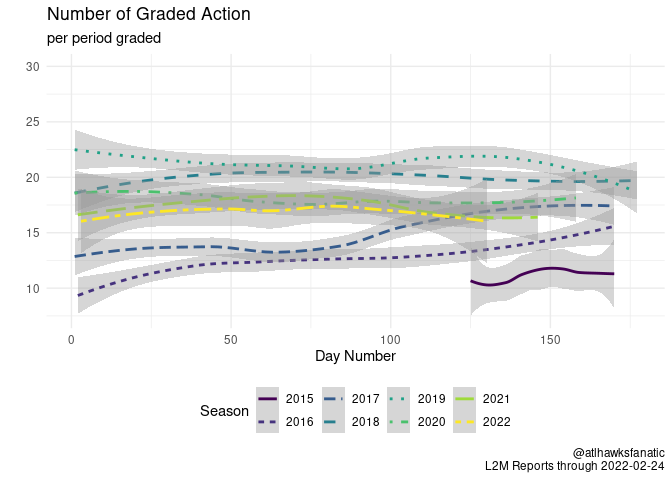 Number of Graded Action
per period graded
30
25
20
15
10
0 50 100 150
Day Number
Season
2015 2017 2019 2021
2016 2018 2020 2022
@atlhawksfanatic
L2M Reports through 2022-02-24